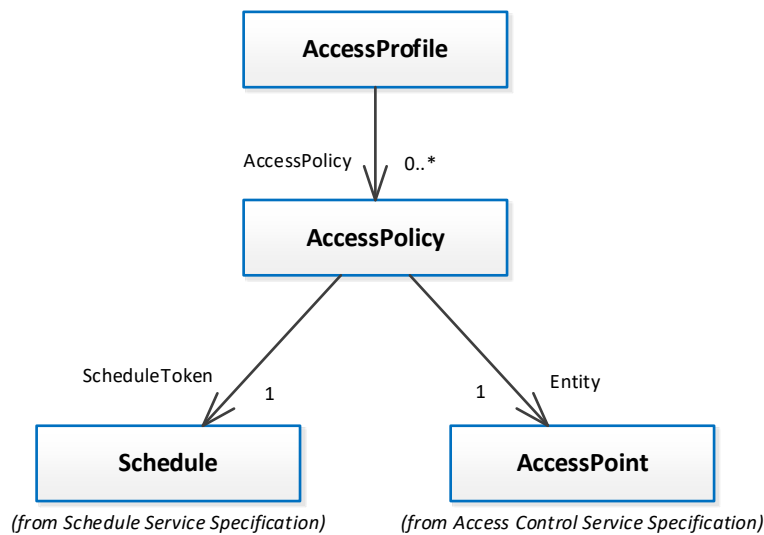 AccessProfile
AccessPolicy 0..*
AccessPolicy
ScheduleToken 1
1 Entity
Schedule
AccessPoint
(from Schedule Service Specification)
(from Access Control Service Specification)